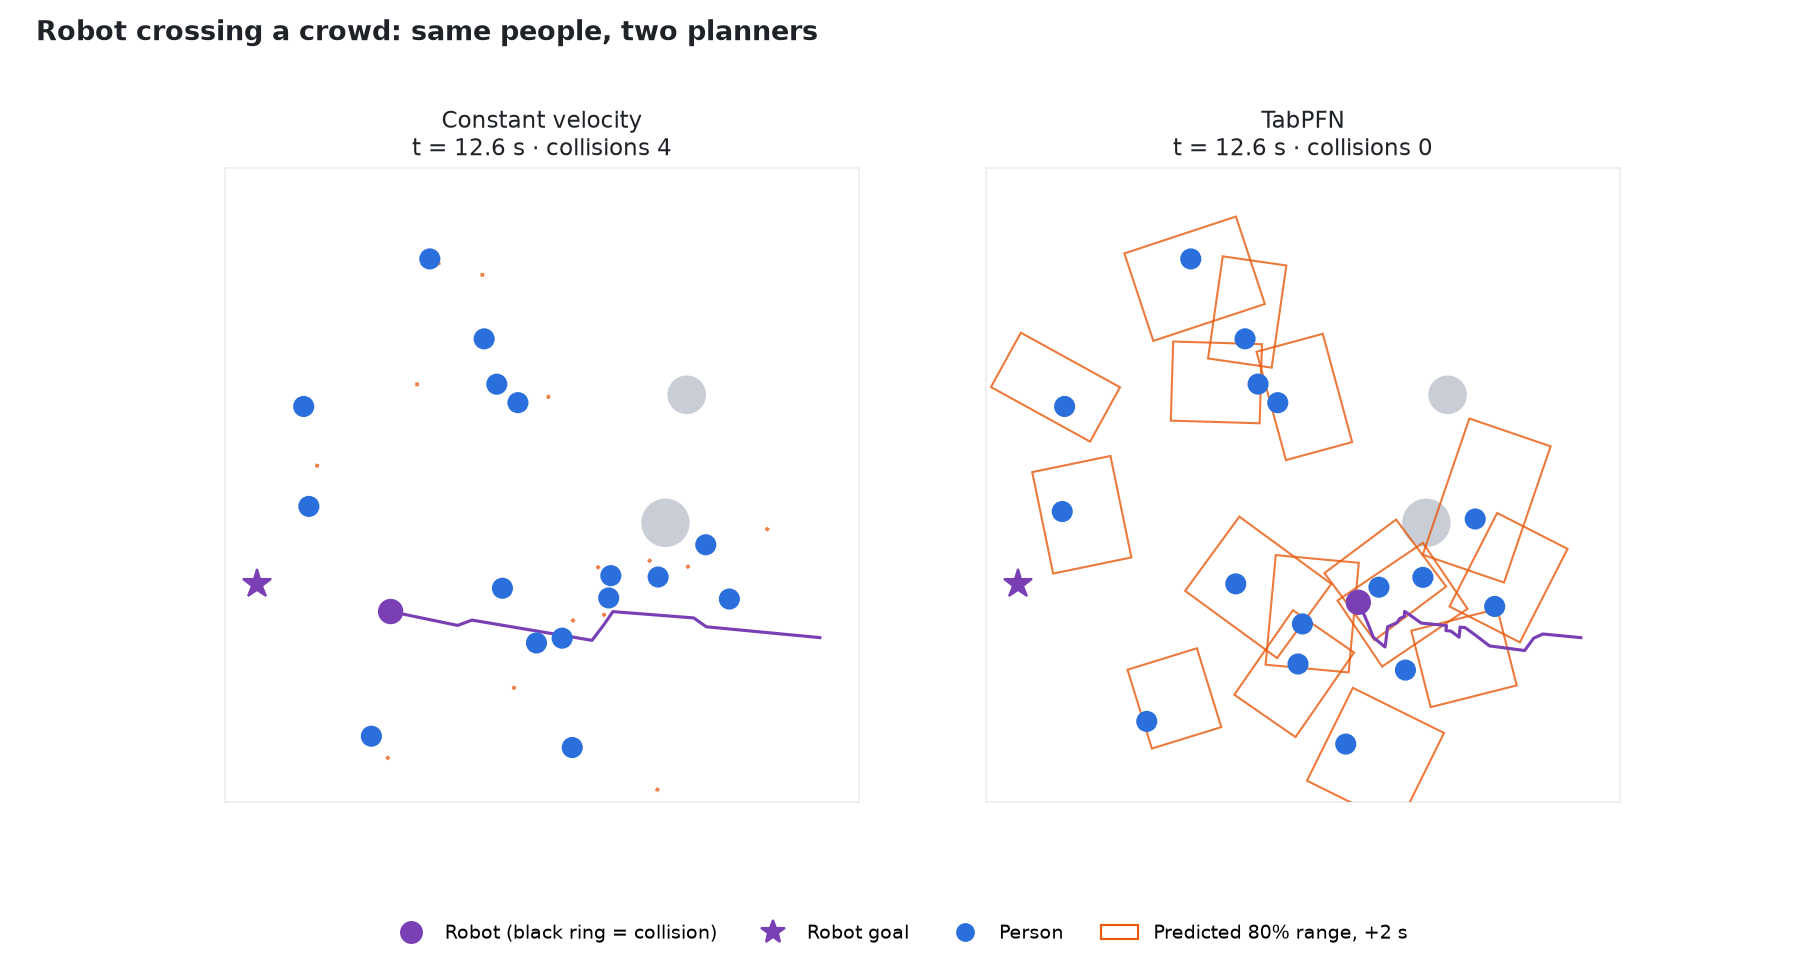 Robot crossing a crowd: same people, two planners
Constant velocity
t = 12.6 s · collisions 4
TabPFN
t = 12.6 s · collisions 0
Robot (black ring = collision)
Robot goal
Person
Predicted 80% range, +2 s